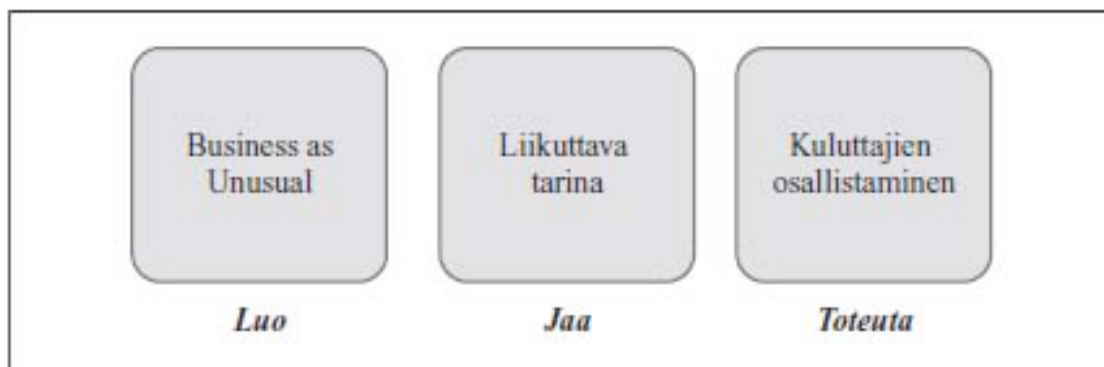 Business as
Unusual
Liikuttava
tarina
Kuluttajien
osallistaminen
Luo
Jaa
Toteuta